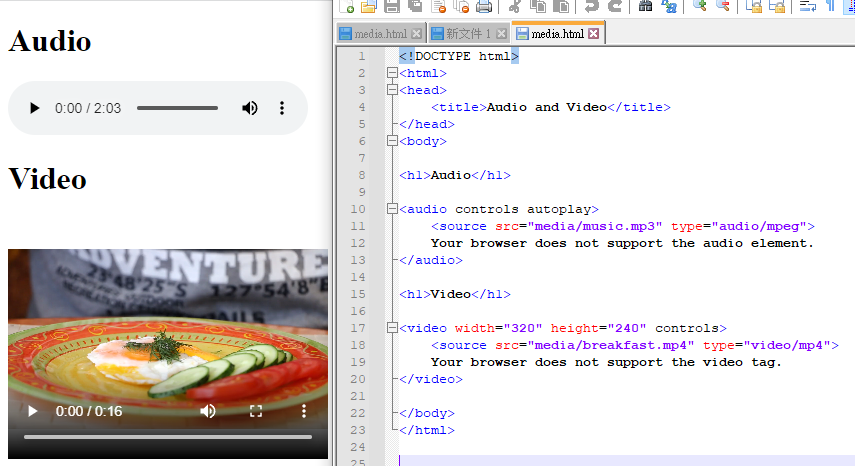 Audio
0:00 / 2:03
Video
ADVENTURE
23°48'25"S 127°54'8"E
0:00 / 0:16
media.html
新文件 1
media.html
1 <!DOCTYPE html>
2 <html>
3 <head>
4 <title>Audio and Video</title>
5 </head>
6 <body>
7
8 <h1>Audio</h1>
9
10 <audio controls autoplay>
11 <source src="media/music.mp3" type="audio/mpeg">
12 Your browser does not support the audio element.
13 </audio>
14
15 <h1>Video</h1>
16
17 <video width="320" height="240" controls>
18 <source src="media/breakfast.mp4" type="video/mp4">
19 Your browser does not support the video tag.
20 </video>
21
22 </body>
23 </html>
24
25